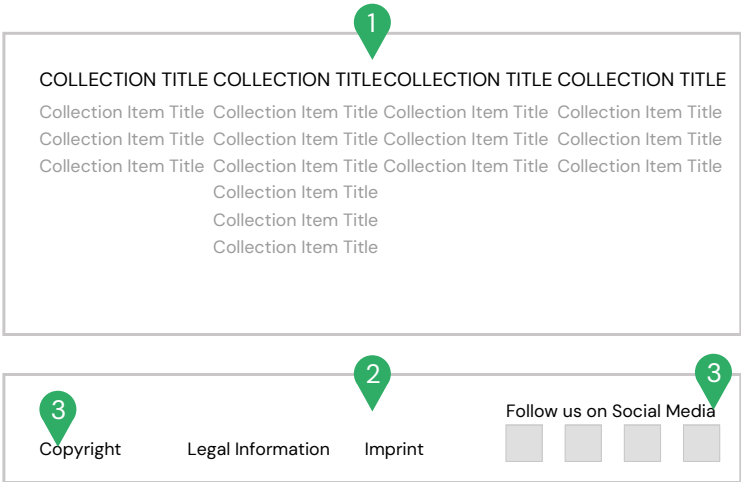 1
COLLECTION TITLE COLLECTION TITLE COLLECTION TITLE COLLECTION TITLE
Collection Item Title Collection Item Title Collection Item Title Collection Item Title
Collection Item Title Collection Item Title Collection Item Title Collection Item Title
Collection Item Title Collection Item Title Collection Item Title Collection Item Title
Collection Item Title
Collection Item Title
Collection Item Title
2
3
3
Follow us on Social Media
Copyright Legal Information Imprint